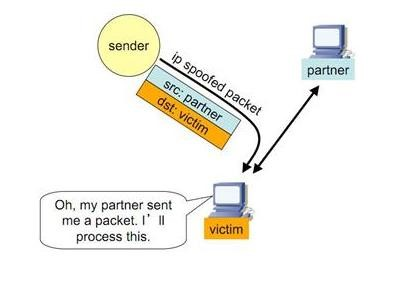 sender
ip spoofed packet
src: partner
dst: victim
partner
Oh, my partner sent
me a packet. I'll
process this.
victim